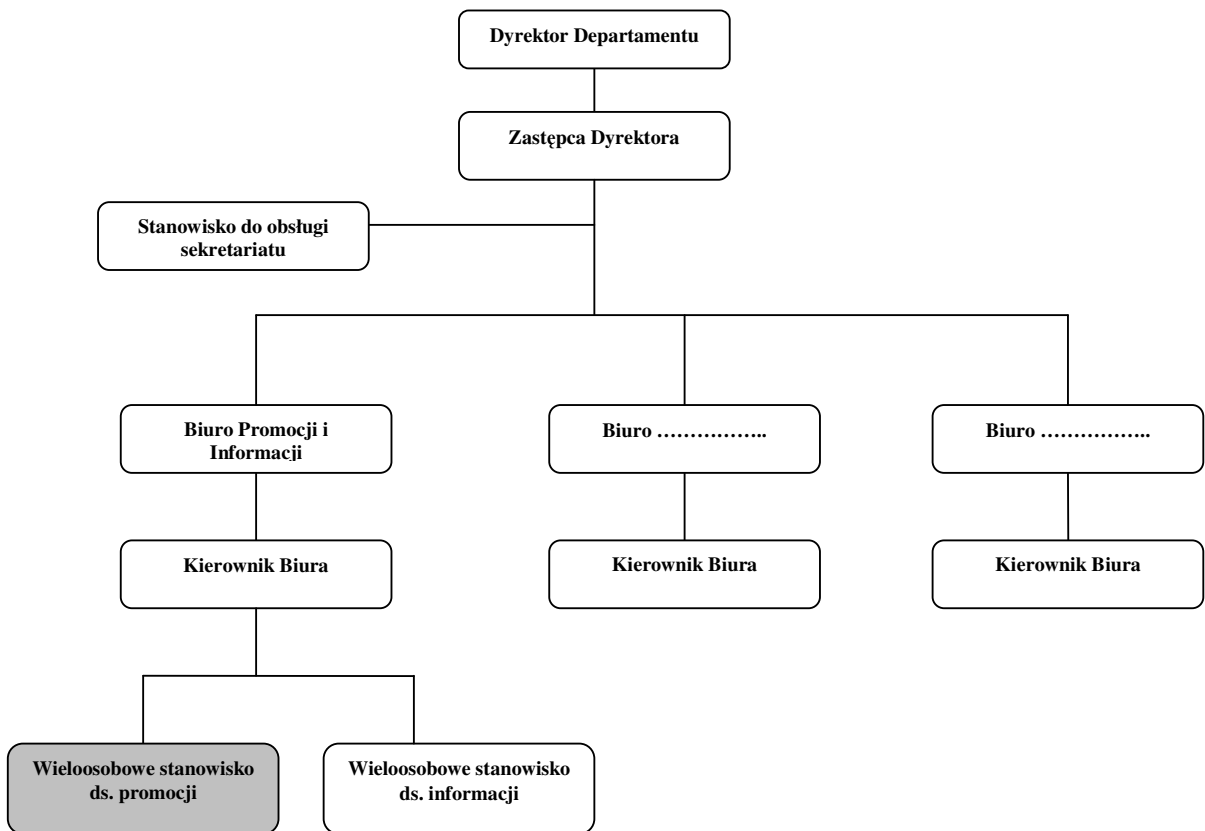 Dyrektor Departamentu
Zastępca Dyrektora
Stanowisko do obsługi
sekretariatu
Biuro Promocji i
Informacji
Biuro ……………..
Biuro ……………..
Kierownik Biura
Kierownik Biura
Kierownik Biura
Wieloosobowe stanowisko
ds. promocji
Wieloosobowe stanowisko
ds. informacji